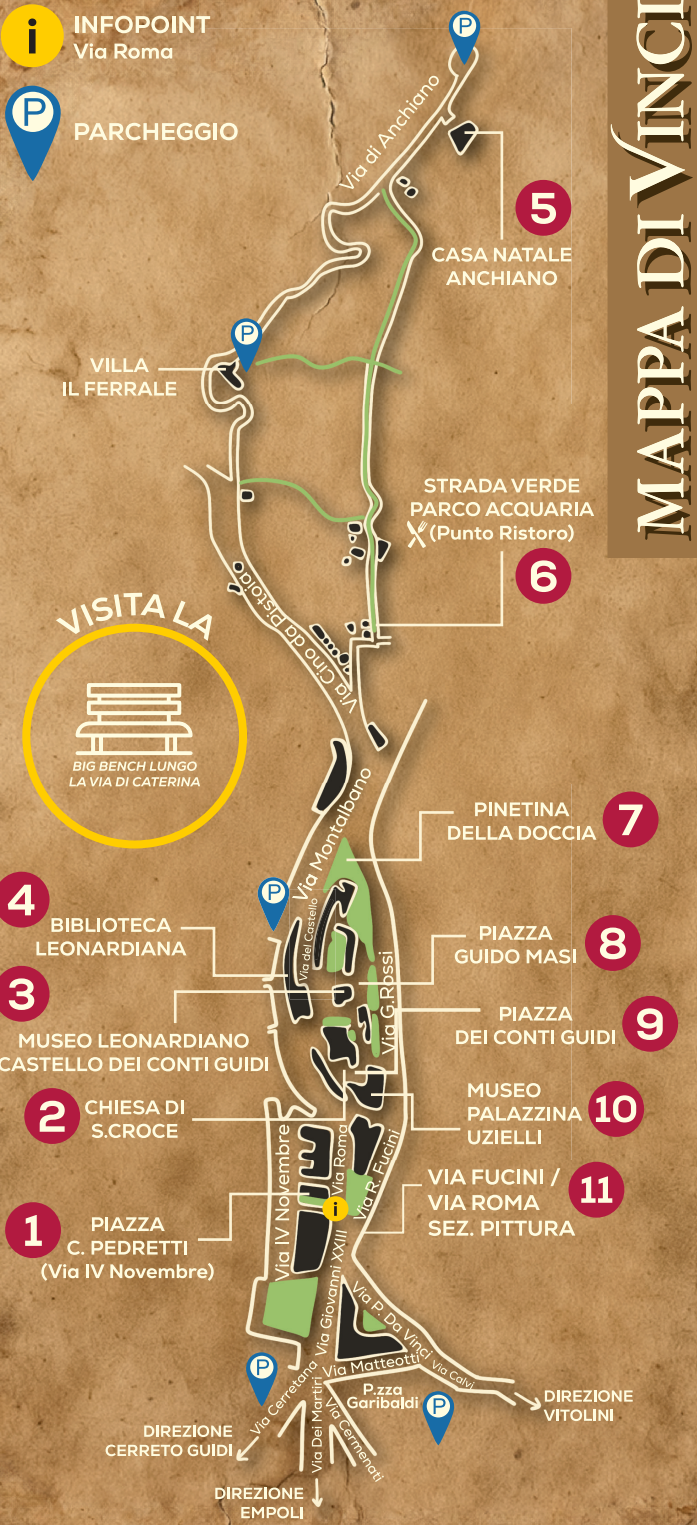 i
INFOPOINT
Via Roma
P
PARCHEGGIO
MAPPA DI VINCI
P
Via di Anchiano
5
CASA NATALE
ANCHIANO
P
VILLA
IL FERRALE
STRADA VERDE
PARCO ACQUARIA
(Punto Ristoro)
6
Via Cino da Pistoia
VISITA LA
BIG BENCH LUNGO
LA VIA DI CATERINA
Via Montalbano
PINETINA
DELLA DOCCIA
7
P
4
BIBLIOTECA
LEONARDIANA
Via del Castello
PIAZZA
GUIDO MASI
8
Via G.Rossi
3
MUSEO LEONARDIANO
CASTELLO DEI CONTI GUIDI
PIAZZA
DEI CONTI GUIDI
9
2
CHIESA DI
S.CROCE
MUSEO
PALAZZINA
UZIELLI
10
Via IV Novembre
Via Roma
Via R. Fucini
VIA FUCINI /
VIA ROMA
SEZ. PITTURA
11
1
PIAZZA
C. PEDRETTI
(Via IV Novembre)
i
Via Giovanni XXIII
Via P. Da Vinci
Via Matteotti
Via Calvi
P
Via Cerretana
Via Dei Martiri
Via Cermenati
P.zza
Garibaldi
P
DIREZIONE
VITOLINI
DIREZIONE
CERRETO GUIDI
DIREZIONE
EMPOLI